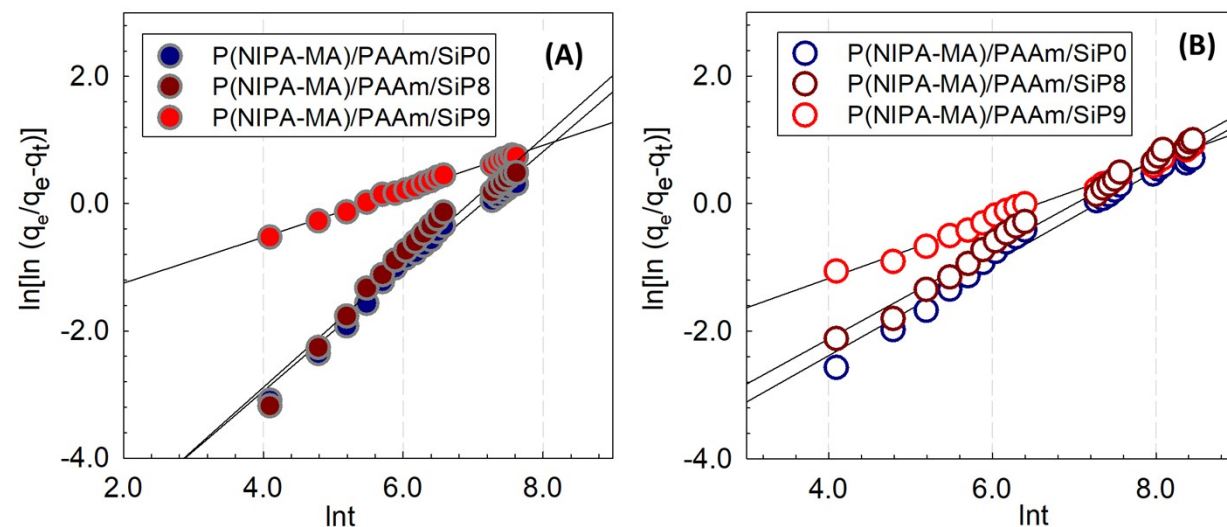 (A)
P(NIPA-MA)/PAAm/SiP0
P(NIPA-MA)/PAAm/SiP8
P(NIPA-MA)/PAAm/SiP9
ln[ln (qe/qe-qt)]
2.0
0.0
-2.0
-4.0
2.0 4.0 6.0 8.0
lnt
(B)
P(NIPA-MA)/PAAm/SiP0
P(NIPA-MA)/PAAm/SiP8
P(NIPA-MA)/PAAm/SiP9
ln[ln (qe/qe-qt)]
2.0
0.0
-2.0
-4.0
4.0 6.0 8.0
lnt